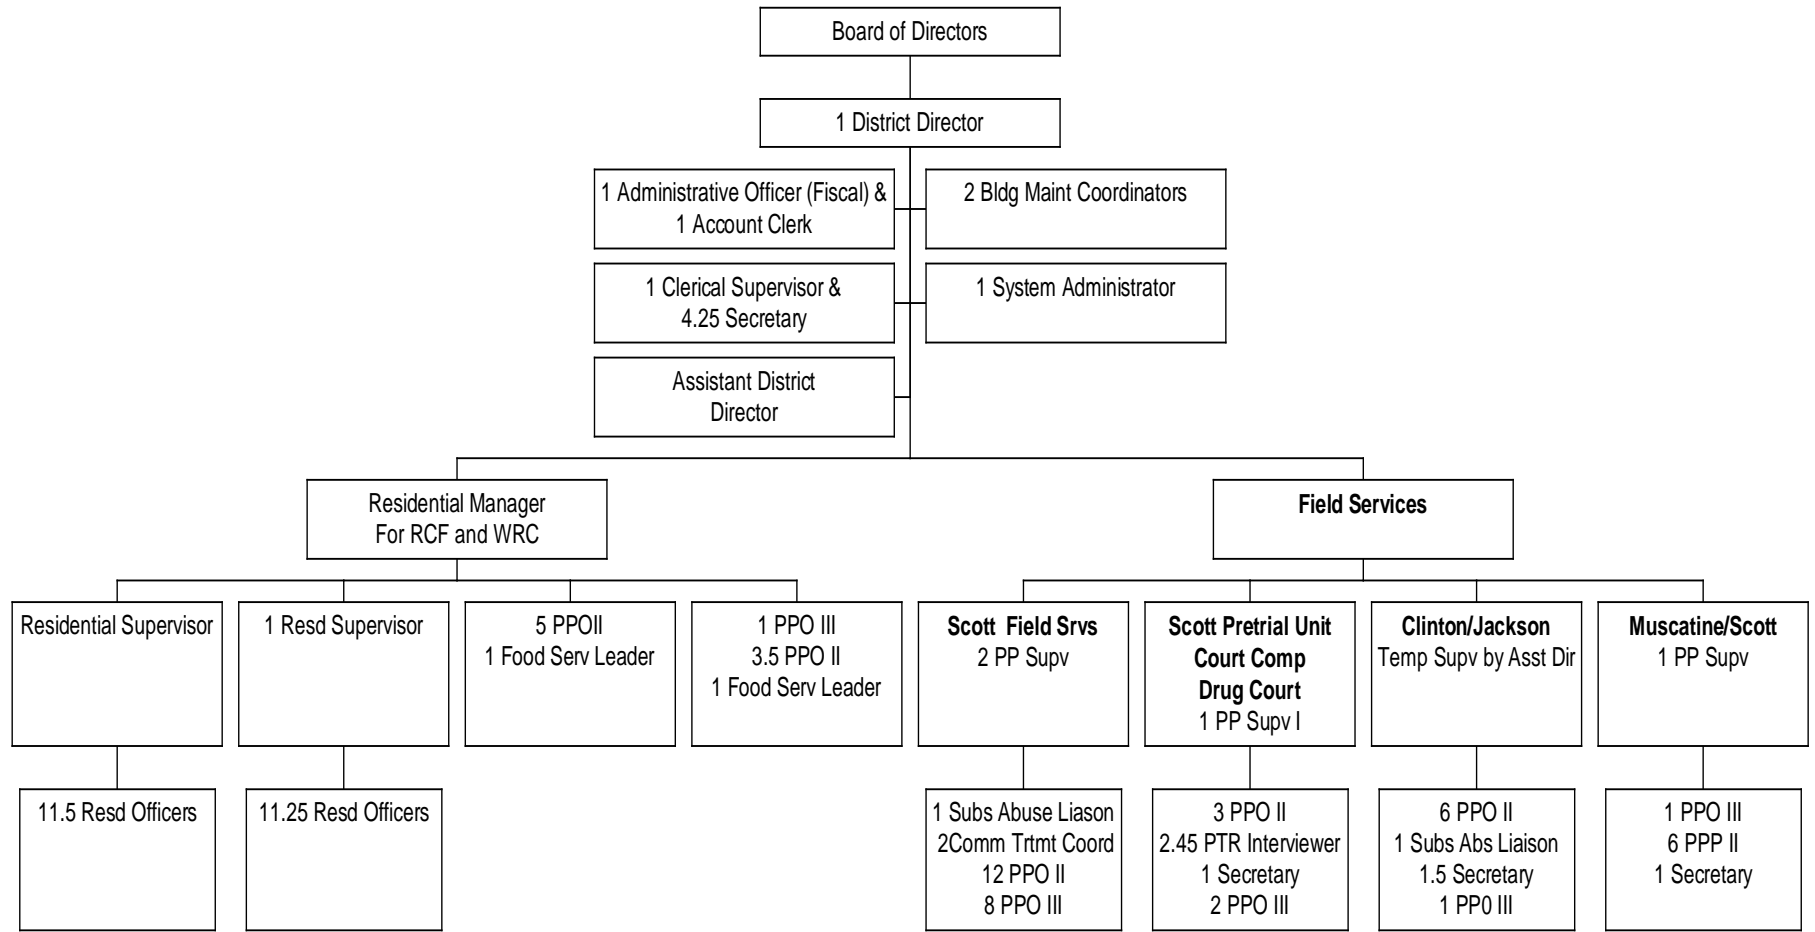 Board of Directors
1 District Director
1 Administrative Officer (Fiscal) &
1 Account Clerk
2 Bldg Maint Coordinators
1 Clerical Supervisor &
4.25 Secretary
1 System Administrator
Assistant District
Director
Residential Manager
For RCF and WRC
Field Services
Residential Supervisor
1 Resd Supervisor
5 PPOII
1 Food Serv Leader
1 PPO III
3.5 PPO II
1 Food Serv Leader
Scott Field Srvs
2 PP Supv
Scott Pretrial Unit
Court Comp
Drug Court
1 PP Supv I
Clinton/Jackson
Temp Supv by Asst Dir
Muscatine/Scott
1 PP Supv
11.5 Resd Officers
11.25 Resd Officers
1 Subs Abuse Liason
2Comm Trtmt Coord
12 PPO II
8 PPO III
3 PPO II
2.45 PTR Interviewer
1 Secretary
2 PPO III
6 PPO II
1 Subs Abs Liaison
1.5 Secretary
1 PP0 III
1 PPO III
6 PPP II
1 Secretary